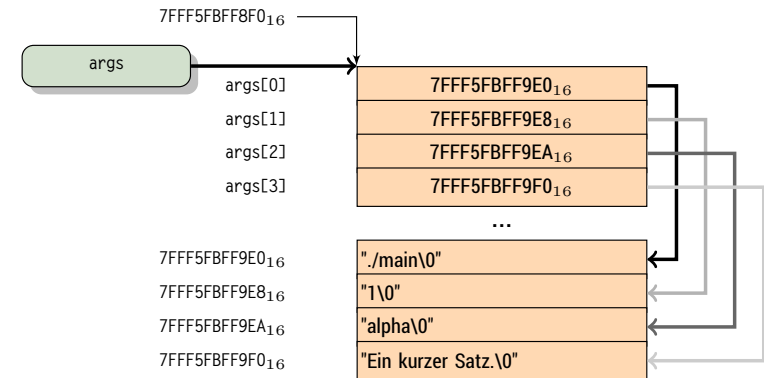 7FFF5FBFF8F0₁₆
args
args[0] 7FFF5FBFF9E0₁₆
args[1] 7FFF5FBFF9E8₁₆
args[2] 7FFF5FBFF9EA₁₆
args[3] 7FFF5FBFF9F0₁₆
...
7FFF5FBFF9E0₁₆ "./main\0"
7FFF5FBFF9E8₁₆ "1\0"
7FFF5FBFF9EA₁₆ "alpha\0"
7FFF5FBFF9F0₁₆ "Ein kurzer Satz.\0"